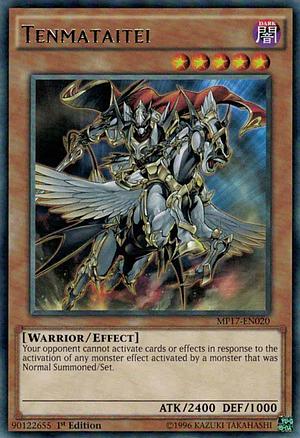 TENMATAITEI
DARK
闇
MP17-EN020
[WARRIOR/EFFECT]
Your opponent cannot activate cards or effects in response to the
activation of any monster effect activated by a monster that was
Normal Summoned/Set.
ATK/2400 DEF/1000
90122655 1st Edition ©1996 KAZUKI TAKAHASHI